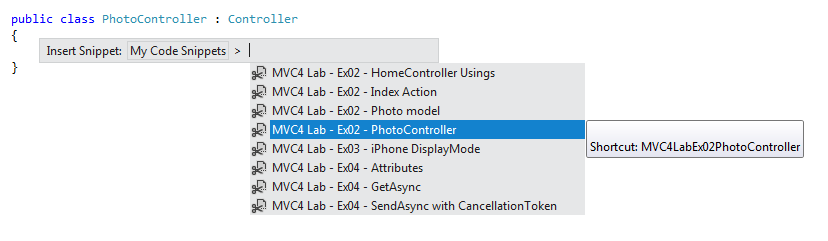 public class PhotoController : Controller
{
Insert Snippet: My Code Snippets >
}
MVC4 Lab - Ex02 - HomeController Usings
MVC4 Lab - Ex02 - Index Action
MVC4 Lab - Ex02 - Photo model
MVC4 Lab - Ex02 - PhotoController
Shortcut: MVC4LabEx02PhotoController
MVC4 Lab - Ex03 - iPhone DisplayMode
MVC4 Lab - Ex04 - Attributes
MVC4 Lab - Ex04 - GetAsync
MVC4 Lab - Ex04 - SendAsync with CancellationToken